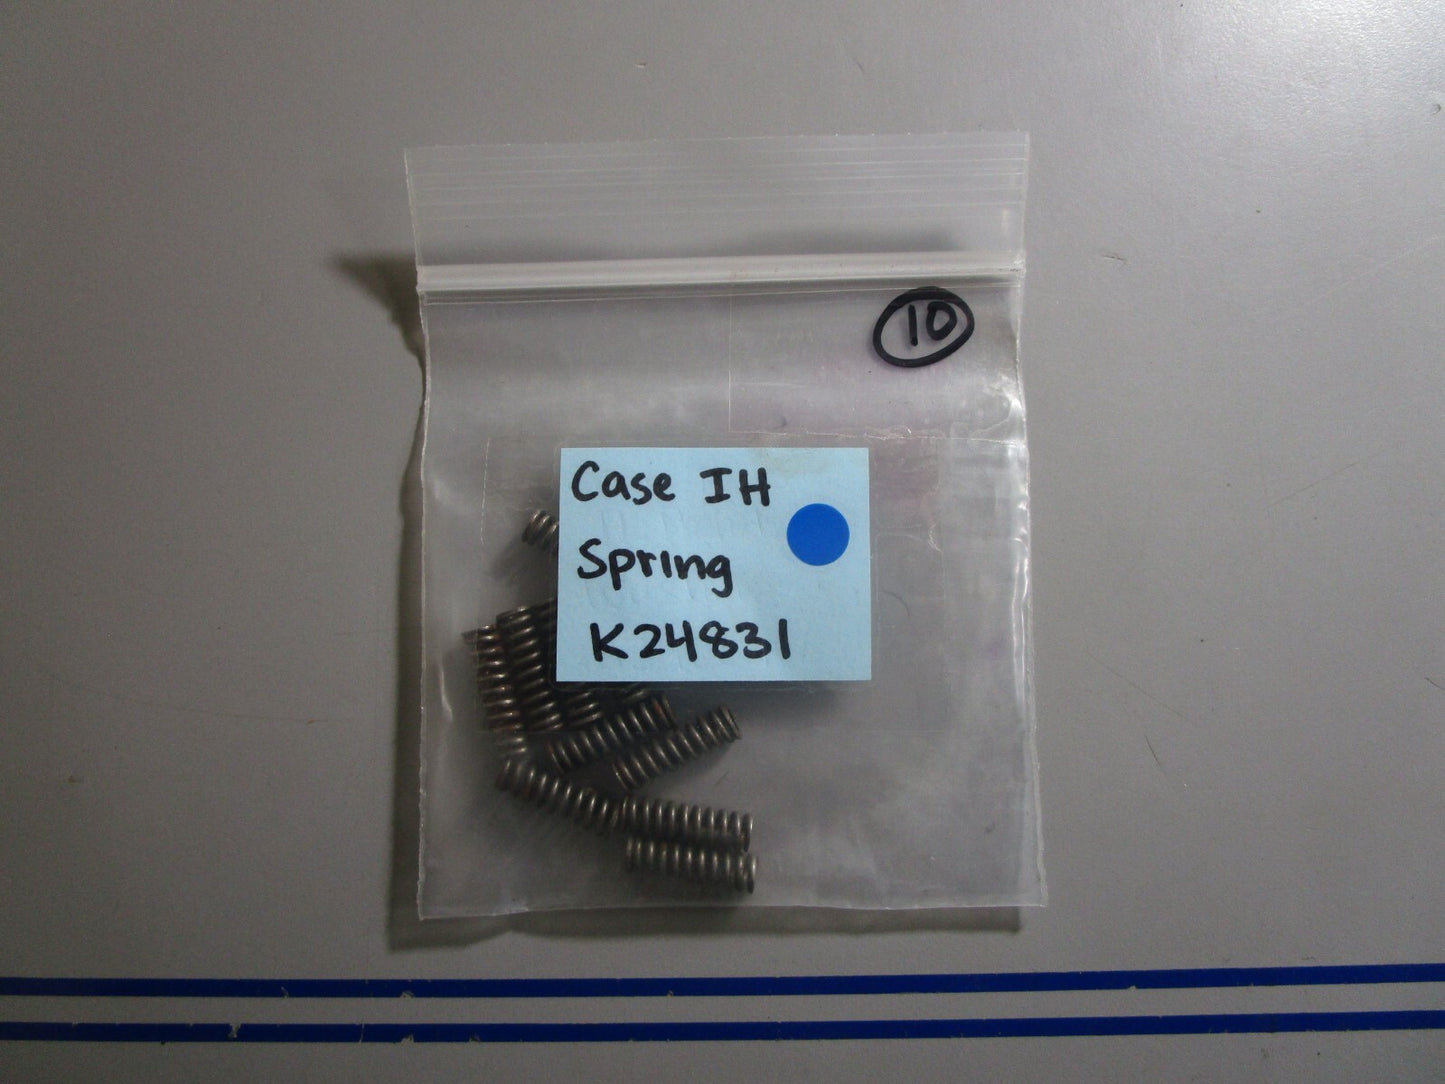 10
Case IH
Spring
K24831